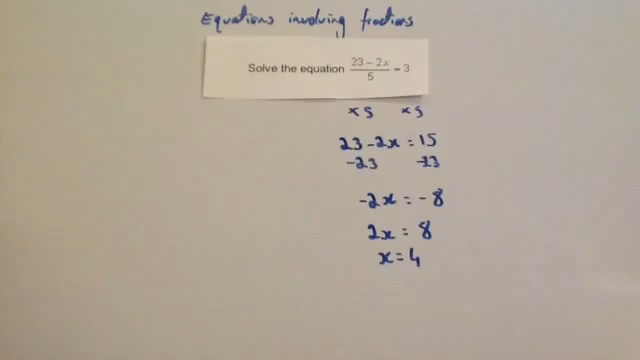 Equations involving fractions
Solve the equation (23 − 2x)/5 = 3
×5 ×5
23-2x = 15
-23 -23
-2x = -8
2x = 8
x = 4